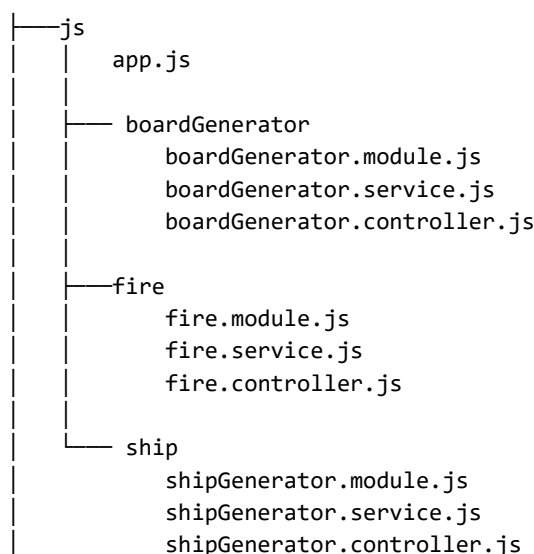 ├───js
│   │   app.js
│   │
│   ├─── boardGenerator
│   │       boardGenerator.module.js
│   │       boardGenerator.service.js
│   │       boardGenerator.controller.js
│   │
│   ├───fire
│   │       fire.module.js
│   │       fire.service.js
│   │       fire.controller.js
│   │
│   └─── ship
│           shipGenerator.module.js
│           shipGenerator.service.js
│           shipGenerator.controller.js